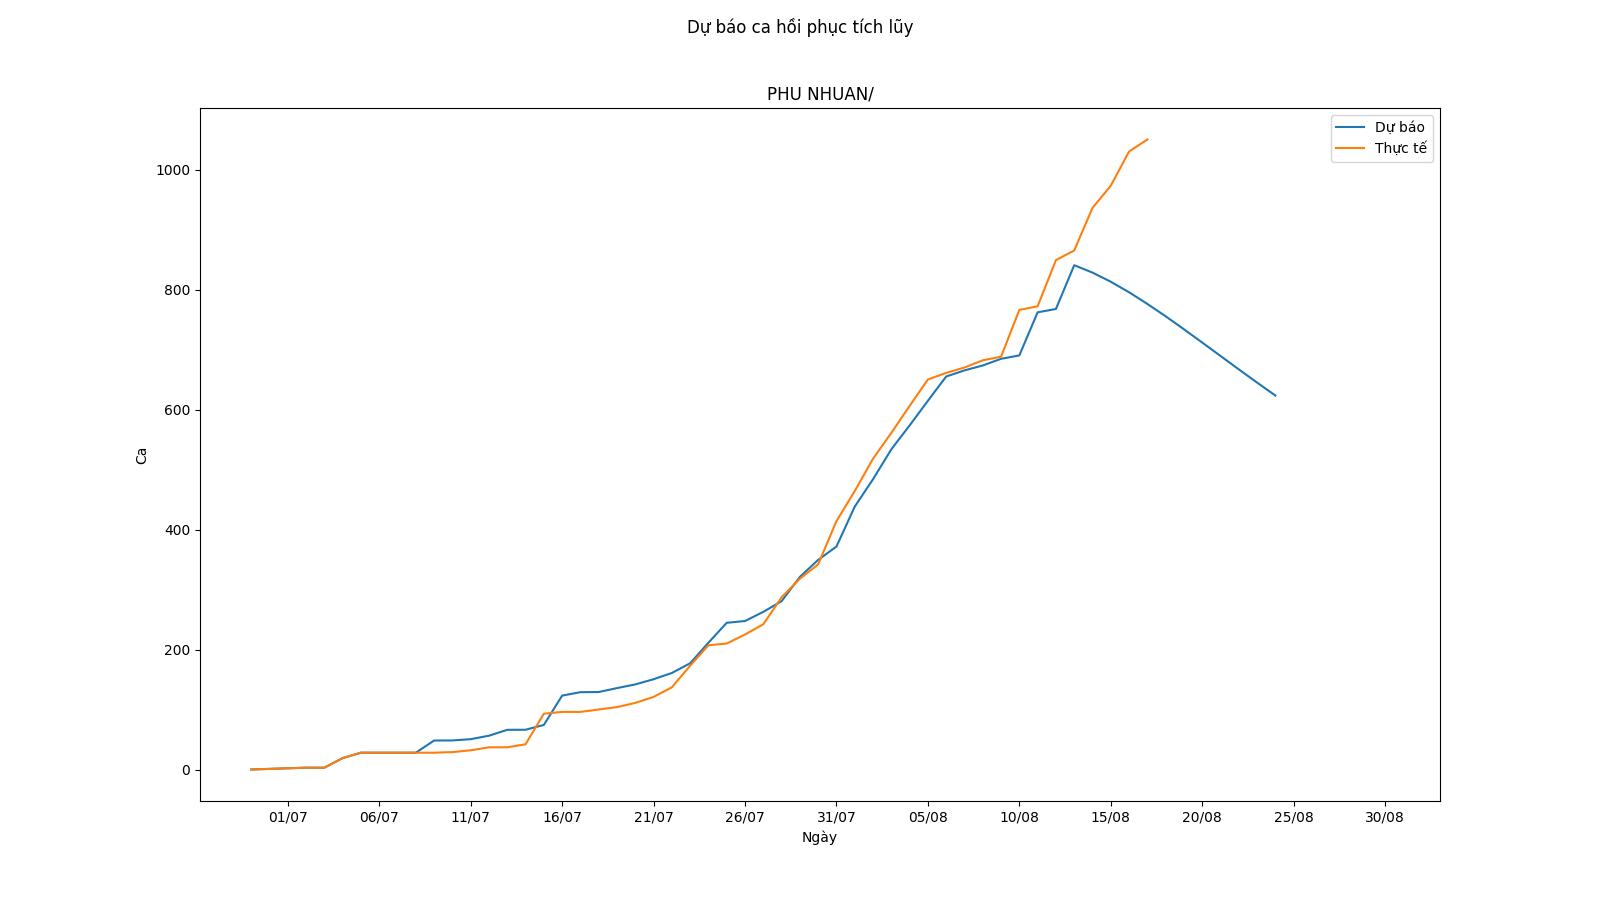 Dự báo ca hồi phục tích lũy
PHU NHUAN/
Dự báo
Thực tế
1000
800
600
400
200
0
Ca
01/07 06/07 11/07 16/07 21/07 26/07 31/07 05/08 10/08 15/08 20/08 25/08 30/08
Ngày